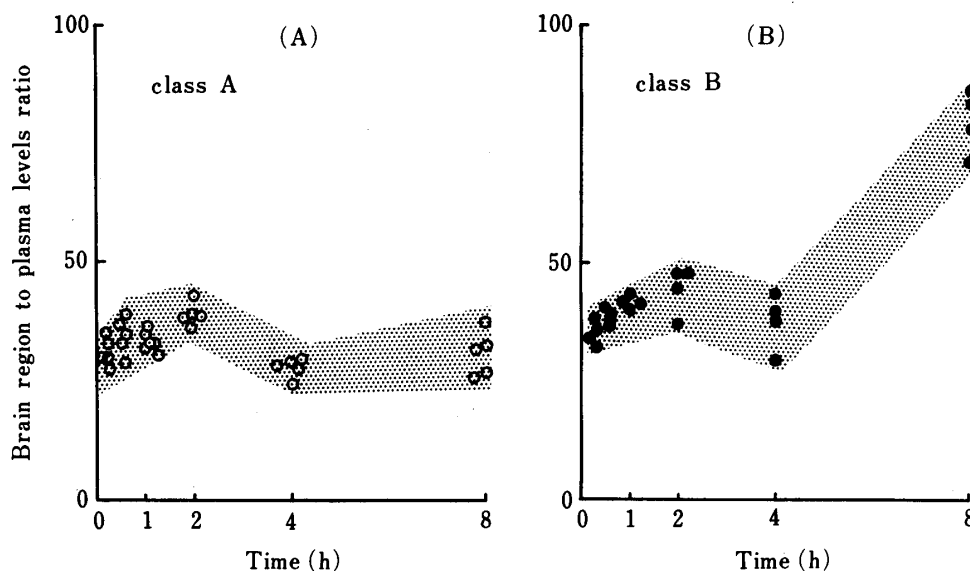 100
(A)
class A
50
0
0 1 2 4 8
Time (h)
Brain region to plasma levels ratio
100
(B)
class B
50
0
0 1 2 4 8
Time (h)